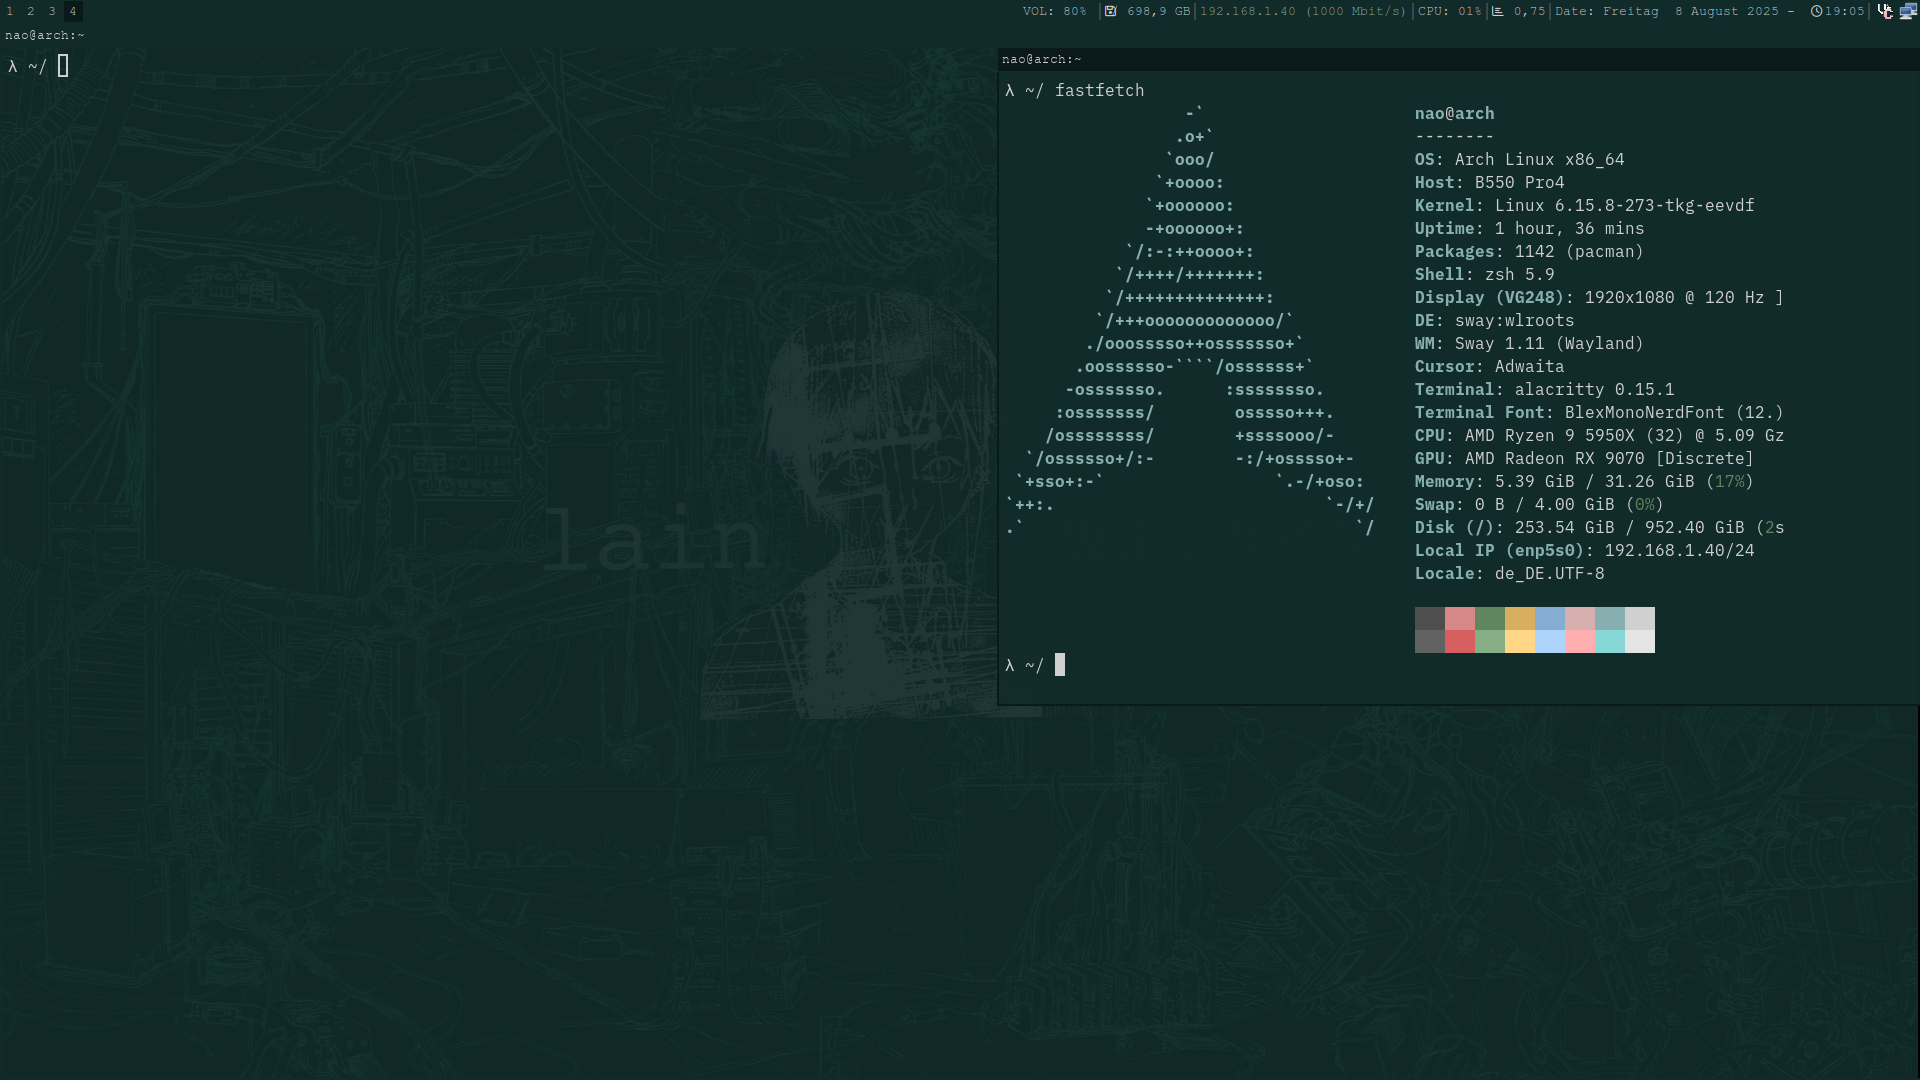 1 2 3 4
VOL: 80% | 698,9 GB|192.168.1.40 (1000 Mbit/s)|CPU: 01%| 0,75|Date: Freitag  8 August 2025 - 19:05|
nao@arch:~
λ ~/
lain
nao@arch:~
λ ~/ fastfetch
                  -`
                 .o+`
                `ooo/
               `+oooo:
              `+oooooo:
              -+oooooo+:
            `/:-:++oooo+:
           `/++++/+++++++:
          `/++++++++++++++:
         `/+++ooooooooooooo/`
        ./ooosssso++osssssso+`
       .oossssso-````/ossssss+`
      -osssssso.      :ssssssso.
     :osssssss/        osssso+++.
    /ossssssss/        +ssssooo/-
  `/ossssso+/:-        -:/+osssso+-
 `+sso+:-`                 `.-/+oso:
`++:.                           `-/+/
.`                                 `/
nao@arch
--------
OS: Arch Linux x86_64
Host: B550 Pro4
Kernel: Linux 6.15.8-273-tkg-eevdf
Uptime: 1 hour, 36 mins
Packages: 1142 (pacman)
Shell: zsh 5.9
Display (VG248): 1920x1080 @ 120 Hz ]
DE: sway:wlroots
WM: Sway 1.11 (Wayland)
Cursor: Adwaita
Terminal: alacritty 0.15.1
Terminal Font: BlexMonoNerdFont (12.)
CPU: AMD Ryzen 9 5950X (32) @ 5.09 Gz
GPU: AMD Radeon RX 9070 [Discrete]
Memory: 5.39 GiB / 31.26 GiB (17%)
Swap: 0 B / 4.00 GiB (0%)
Disk (/): 253.54 GiB / 952.40 GiB (2s
Local IP (enp5s0): 192.168.1.40/24
Locale: de_DE.UTF-8
λ ~/